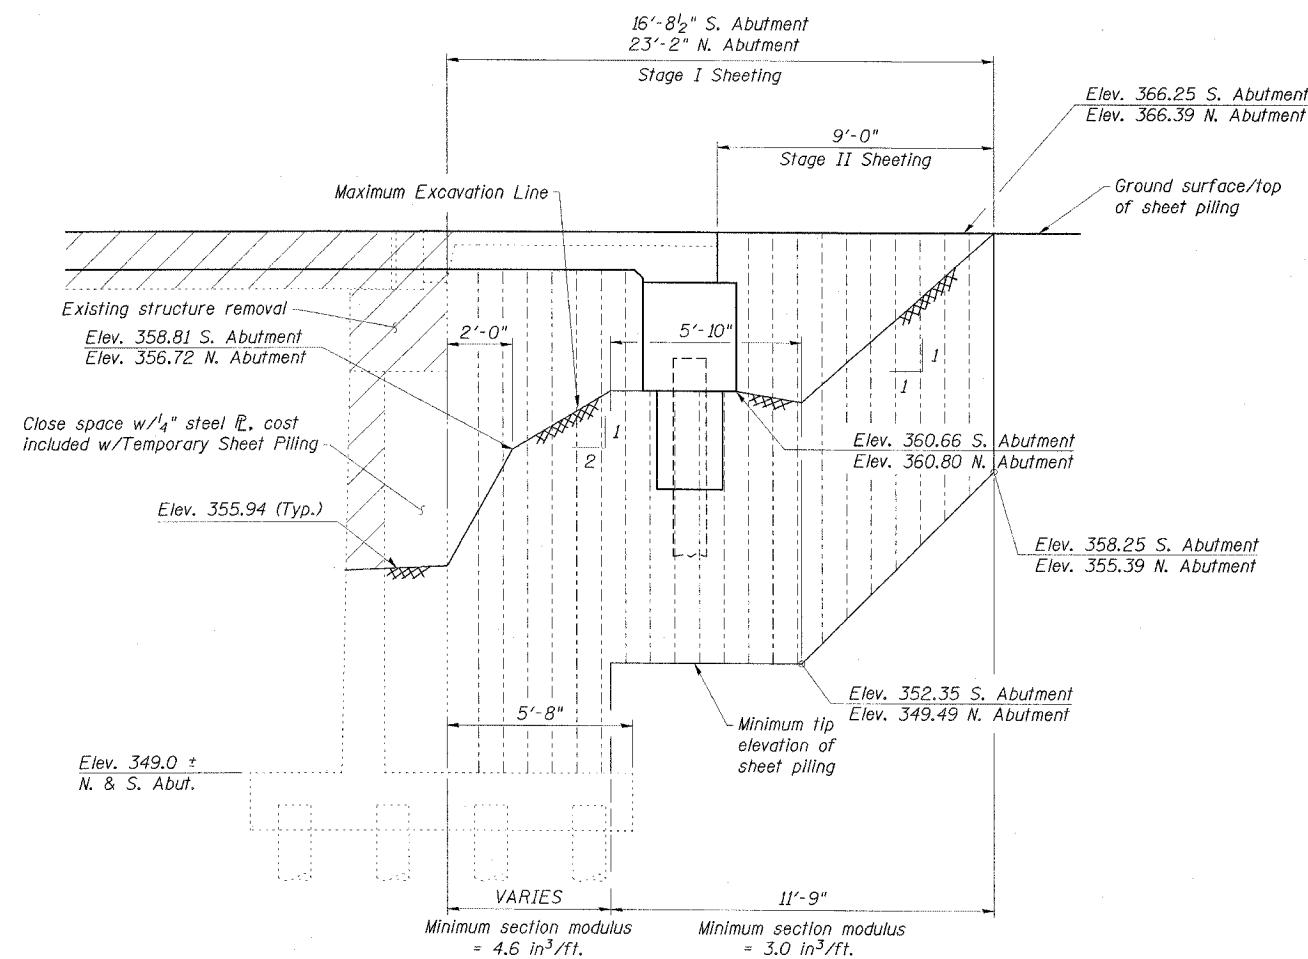 16'-8½" S. Abutment
23'-2" N. Abutment
Stage I Sheeting
Elev. 366.25 S. Abutment
Elev. 366.39 N. Abutment
9'-0"
Stage II Sheeting
Maximum Excavation Line
Ground surface/top
of sheet piling
Existing structure removal
Elev. 358.81 S. Abutment
Elev. 356.72 N. Abutment
2'-0"
5'-10"
1
1
Close space w/¼" steel ℄, cost
included w/Temporary Sheet Piling
1
2
Elev. 360.66 S. Abutment
Elev. 360.80 N. Abutment
Elev. 355.94 (Typ.)
Elev. 358.25 S. Abutment
Elev. 355.39 N. Abutment
Elev. 352.35 S. Abutment
Elev. 349.49 N. Abutment
5'-8"
Minimum tip
elevation of
sheet piling
Elev. 349.0 ±
N. & S. Abut.
VARIES
11'-9"
Minimum section modulus
= 4.6 in³/ft.
Minimum section modulus
= 3.0 in³/ft.